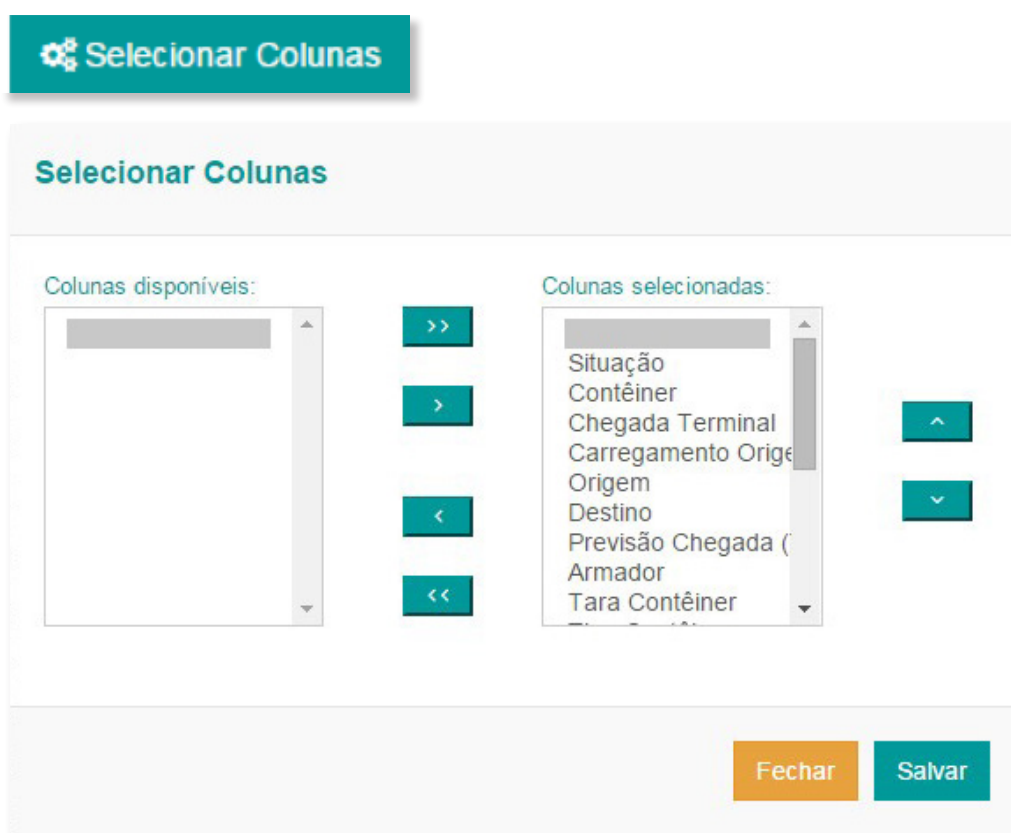 Selecionar Colunas
Selecionar Colunas
Colunas disponíveis:
Colunas selecionadas:
>>
>
<
<<
Situação
Contêiner
Chegada Terminal
Carregamento Orige
Origem
Destino
Previsão Chegada (
Armador
Tara Contêiner
Fechar
Salvar